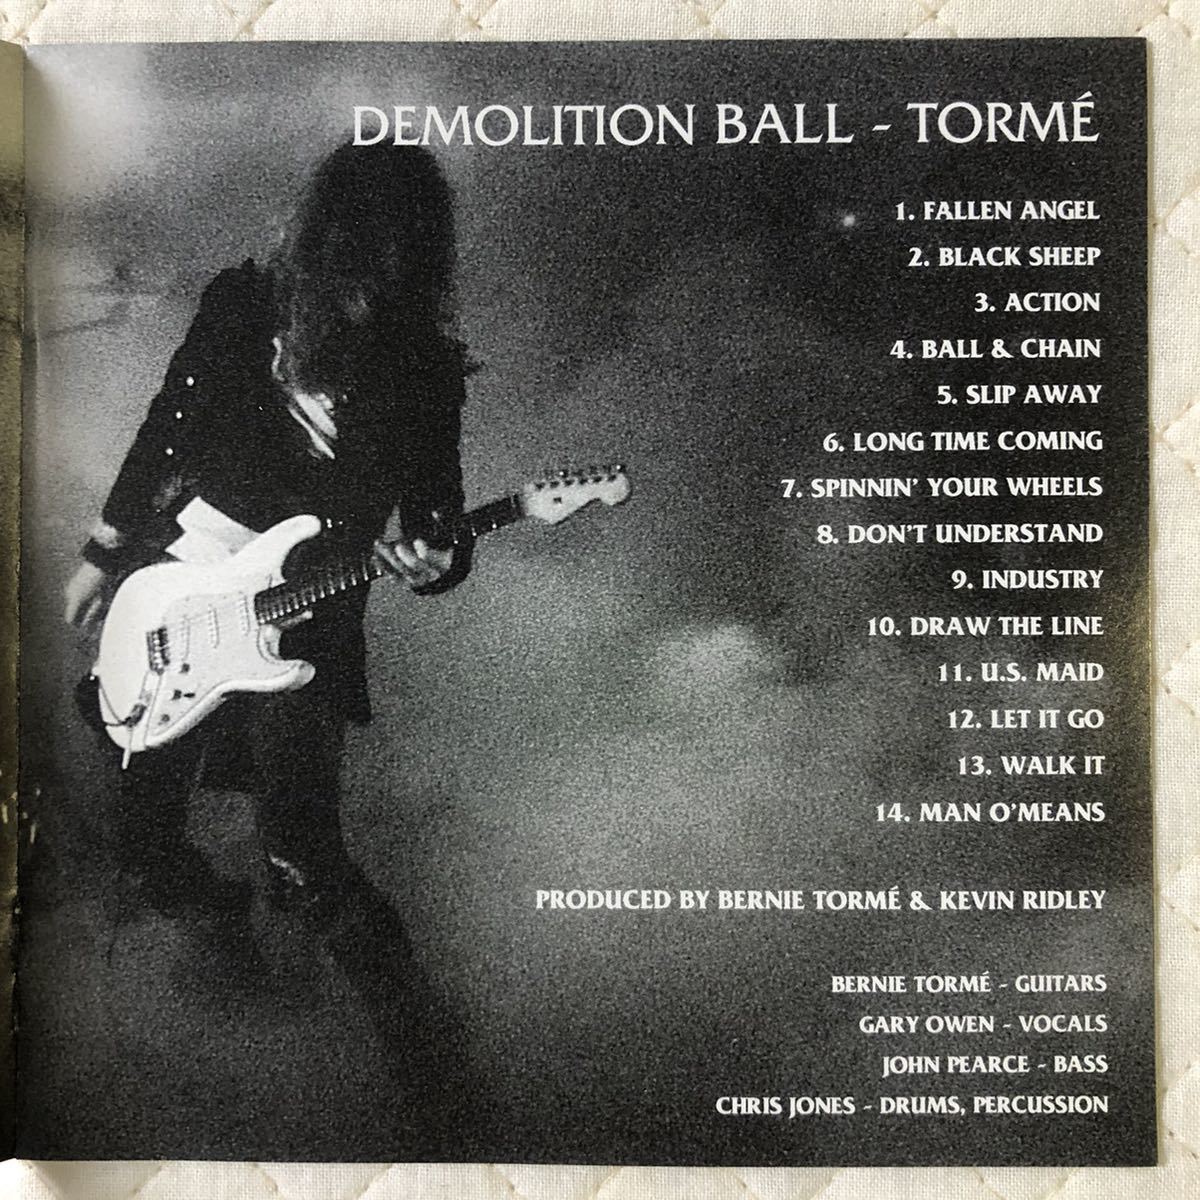 DEMOLITION BALL - TORMÉ
1. FALLEN ANGEL
2. BLACK SHEEP
3. ACTION
4. BALL & CHAIN
5. SLIP AWAY
6. LONG TIME COMING
7. SPINNIN' YOUR WHEELS
8. DON'T UNDERSTAND
9. INDUSTRY
10. DRAW THE LINE
11. U.S. MAID
12. LET IT GO
13. WALK IT
14. MAN O'MEANS
PRODUCED BY BERNIE TORMÉ & KEVIN RIDLEY
BERNIE TORMÉ - GUITARS
GARY OWEN - VOCALS
JOHN PEARCE - BASS
CHRIS JONES - DRUMS, PERCUSSION